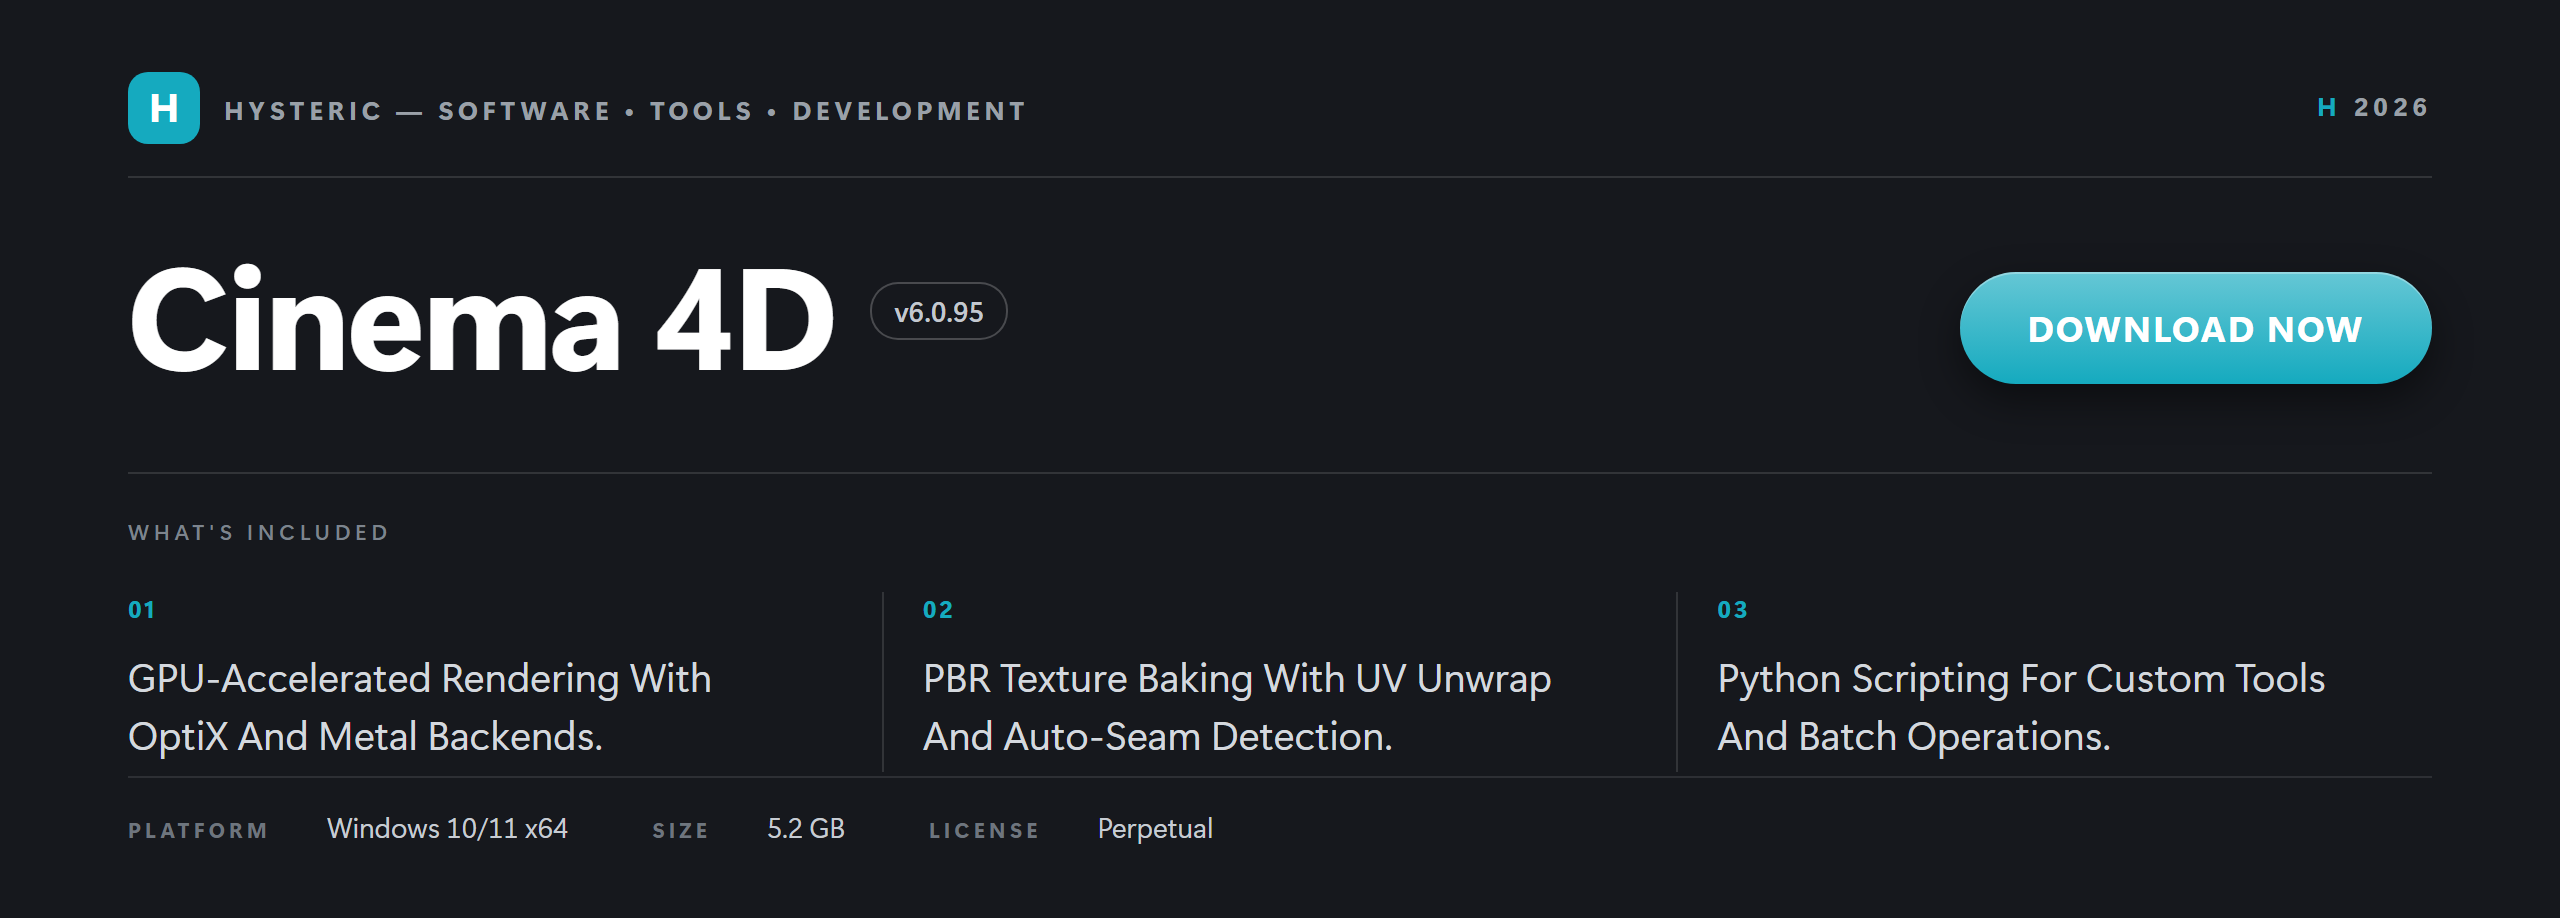 H HYSTERIC — SOFTWARE • TOOLS • DEVELOPMENT
H 2026
Cinema 4D v6.0.95
DOWNLOAD NOW
WHAT'S INCLUDED
01
GPU-Accelerated Rendering With
OptiX And Metal Backends.
02
PBR Texture Baking With UV Unwrap
And Auto-Seam Detection.
03
Python Scripting For Custom Tools
And Batch Operations.
PLATFORM Windows 10/11 x64 SIZE 5.2 GB LICENSE Perpetual